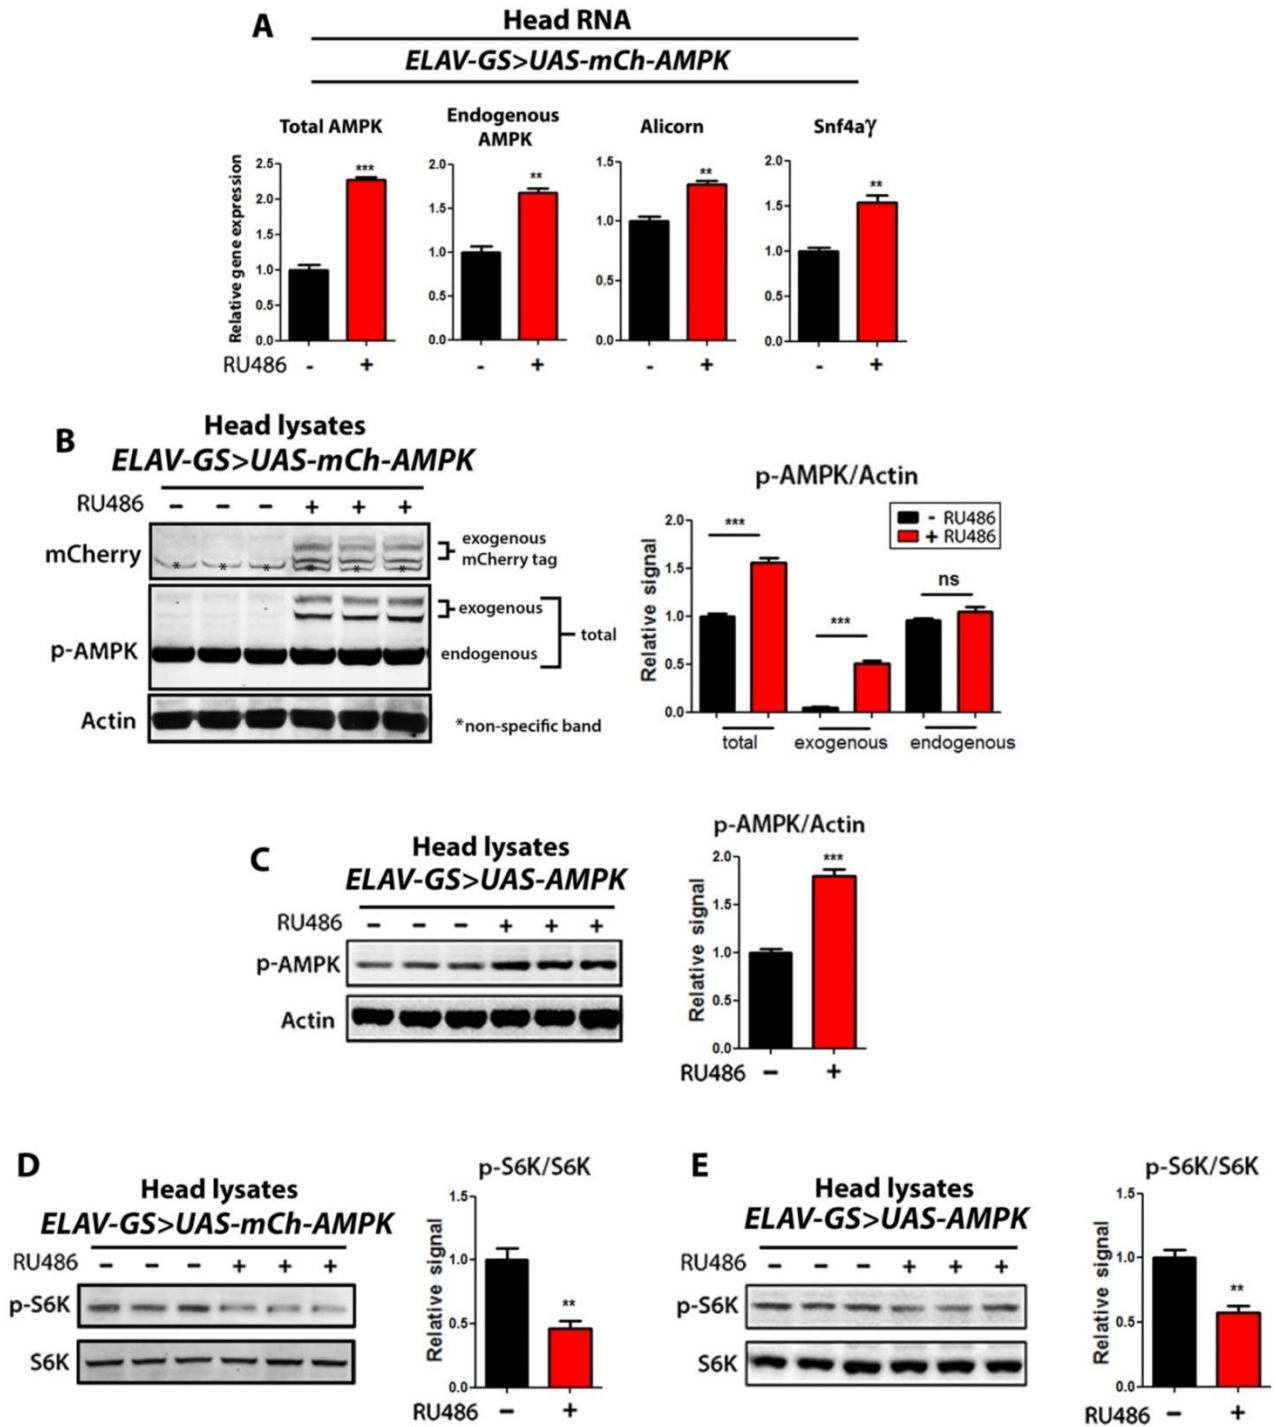 A
Head RNA
ELAV-GS>UAS-mCh-AMPK
Total AMPK
Endogenous
AMPK
Alicorn
Snf4aγ
Relative gene expression
2.5
2.0
1.5
1.0
0.5
0.0
***
2.0
1.5
1.0
0.5
0.0
**
1.5
1.0
0.5
0.0
**
2.0
1.5
1.0
0.5
0.0
**
RU486 - + - + - + - +
B
Head lysates
ELAV-GS>UAS-mCh-AMPK
RU486 - - - + + +
mCherry
* * * * * *
exogenous
mCherry tag
p-AMPK
exogenous
endogenous
total
Actin
*non-specific band
p-AMPK/Actin
- RU486
+ RU486
Relative signal
2.0
1.5
1.0
0.5
0.0
***
***
ns
total exogenous endogenous
C
Head lysates
ELAV-GS>UAS-AMPK
RU486 - - - + + +
p-AMPK
Actin
p-AMPK/Actin
Relative signal
2.0
1.5
1.0
0.5
0.0
***
RU486 - +
D
Head lysates
ELAV-GS>UAS-mCh-AMPK
RU486 - - - + + +
p-S6K
S6K
p-S6K/S6K
Relative signal
1.5
1.0
0.5
0.0
**
RU486 - +
E
Head lysates
ELAV-GS>UAS-AMPK
RU486 - - - + + +
p-S6K
S6K
p-S6K/S6K
Relative signal
1.5
1.0
0.5
0.0
**
RU486 - +